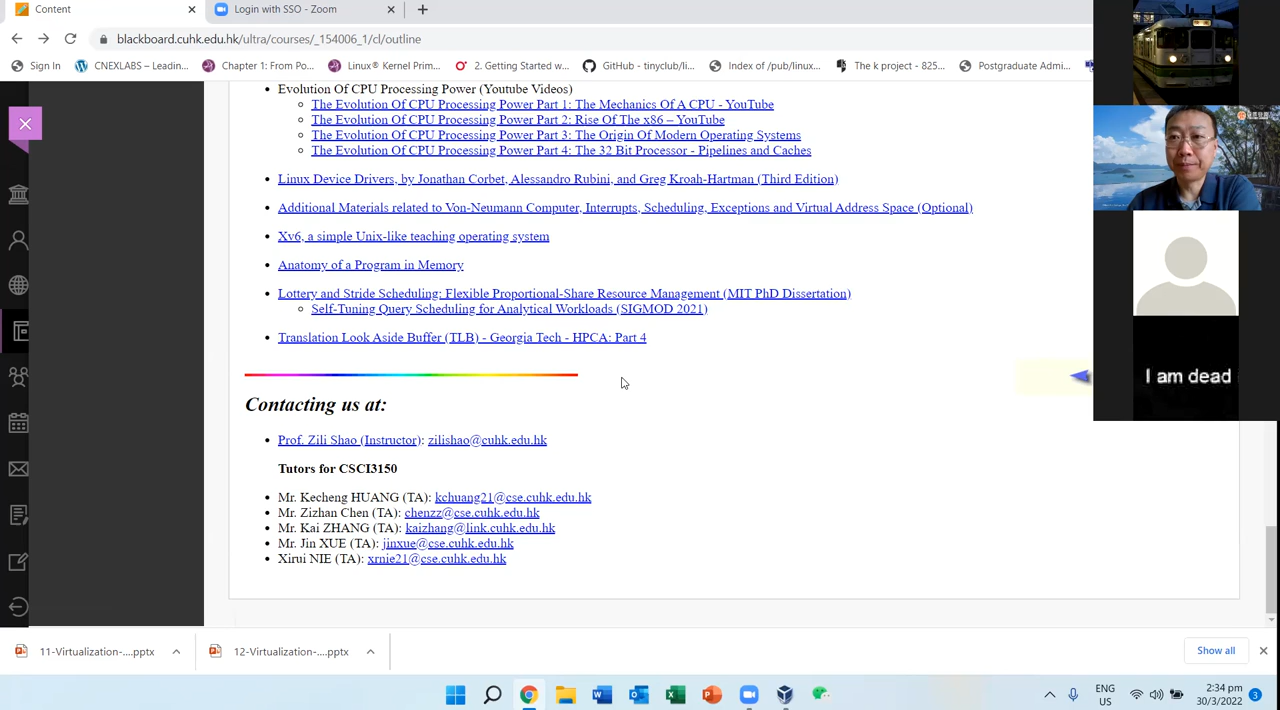 Content
Login with SSO - Zoom
blackboard.cuhk.edu.hk/ultra/courses/_154006_1/cl/outline
Sign In
CNEXLABS – Leadin...
Chapter 1: From Po...
Linux® Kernel Prim...
2. Getting Started w...
GitHub - tinyclub/li...
Index of /pub/linux...
The k project - 825...
Postgraduate Admi...
Evolution Of CPU Processing Power (Youtube Videos)
The Evolution Of CPU Processing Power Part 1: The Mechanics Of A CPU - YouTube
The Evolution Of CPU Processing Power Part 2: Rise Of The x86 – YouTube
The Evolution Of CPU Processing Power Part 3: The Origin Of Modern Operating Systems
The Evolution Of CPU Processing Power Part 4: The 32 Bit Processor - Pipelines and Caches
Linux Device Drivers, by Jonathan Corbet, Alessandro Rubini, and Greg Kroah-Hartman (Third Edition)
Additional Materials related to Von-Neumann Computer, Interrupts, Scheduling, Exceptions and Virtual Address Space (Optional)
Xv6, a simple Unix-like teaching operating system
Anatomy of a Program in Memory
Lottery and Stride Scheduling: Flexible Proportional-Share Resource Management (MIT PhD Dissertation)
Self-Tuning Query Scheduling for Analytical Workloads (SIGMOD 2021)
Translation Look Aside Buffer (TLB) - Georgia Tech - HPCA: Part 4
I am dead
Contacting us at:
Prof. Zili Shao (Instructor): zilishao@cuhk.edu.hk
Tutors for CSCI3150
Mr. Kecheng HUANG (TA): kchuang21@cse.cuhk.edu.hk
Mr. Zizhan Chen (TA): chenzz@cse.cuhk.edu.hk
Mr. Kai ZHANG (TA): kaizhang@link.cuhk.edu.hk
Mr. Jin XUE (TA): jinxue@cse.cuhk.edu.hk
Xirui NIE (TA): xrnie21@cse.cuhk.edu.hk
11-Virtualization-....pptx
12-Virtualization-....pptx
Show all
ENG
US
2:34 pm
30/3/2022
3